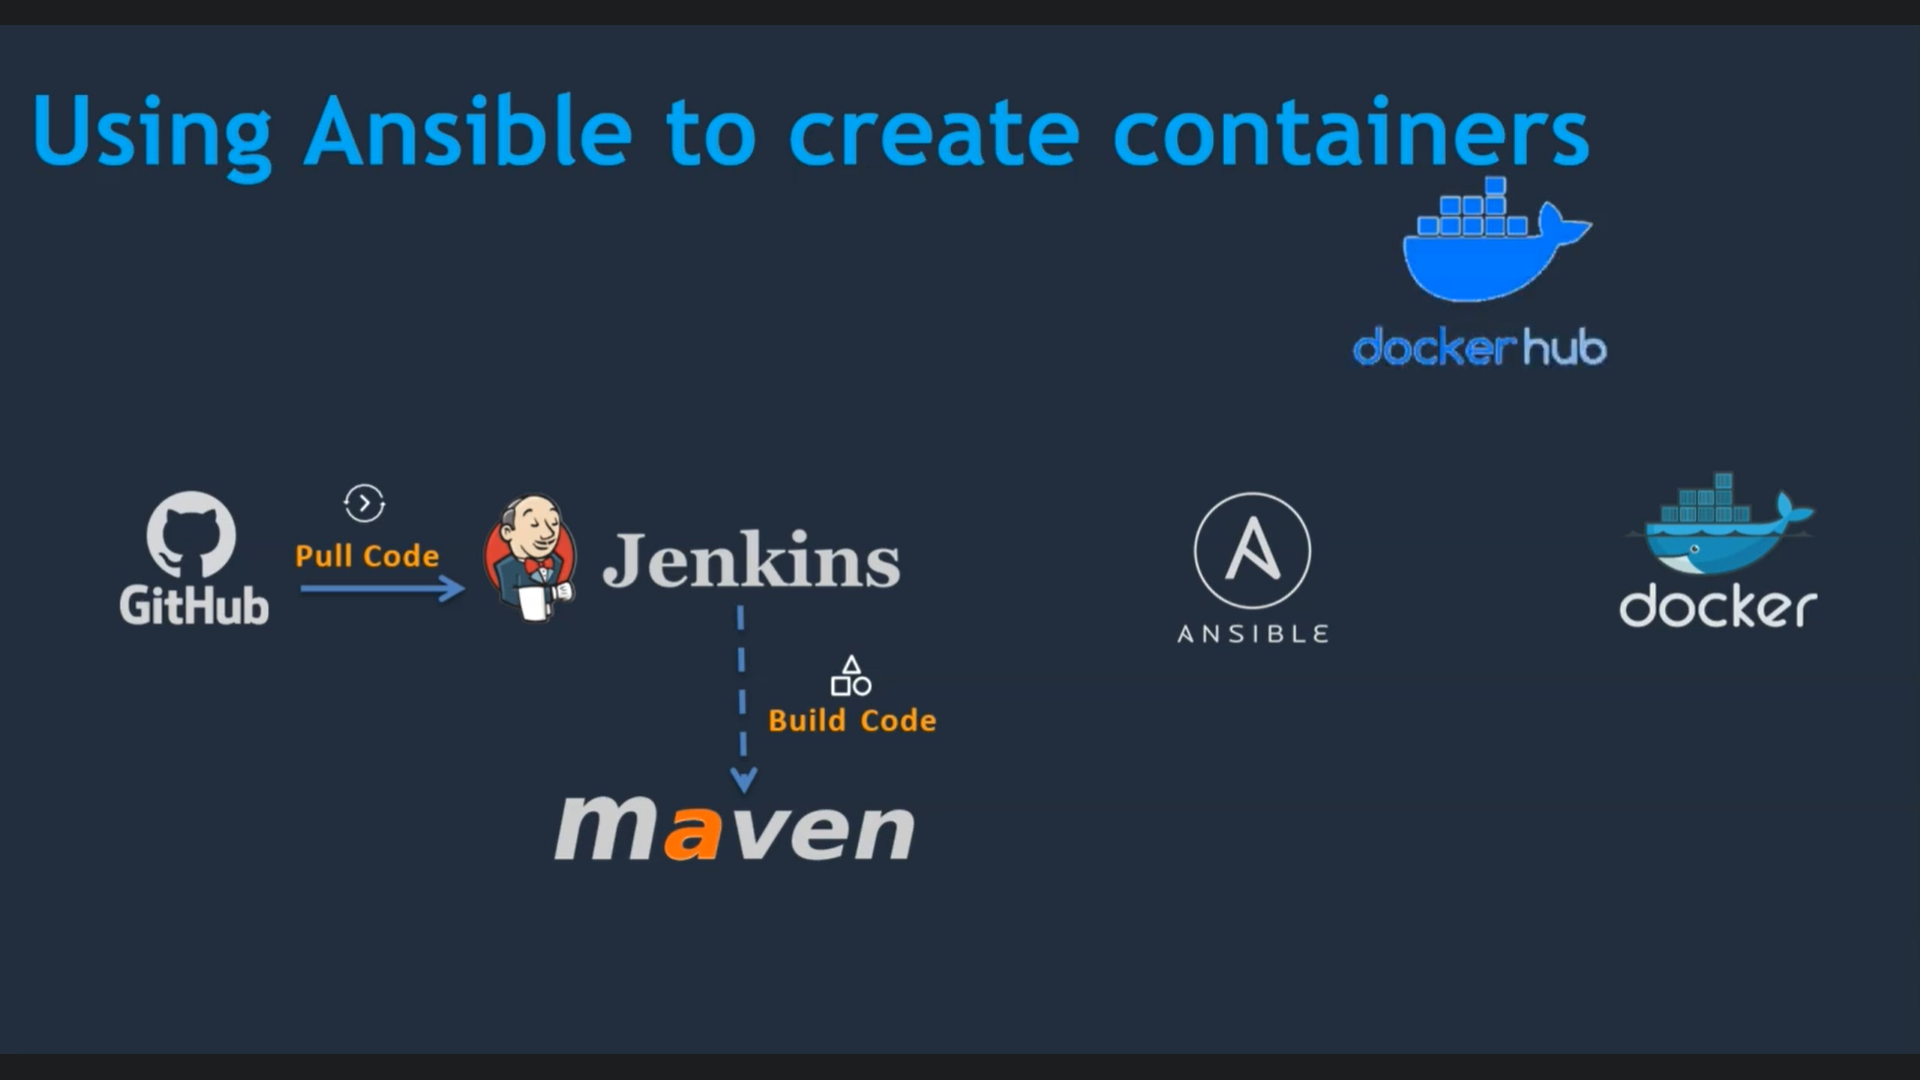 Using Ansible to create containers
dockerhub
GitHub
Pull Code
Jenkins
ANSIBLE
docker
Build Code
maven